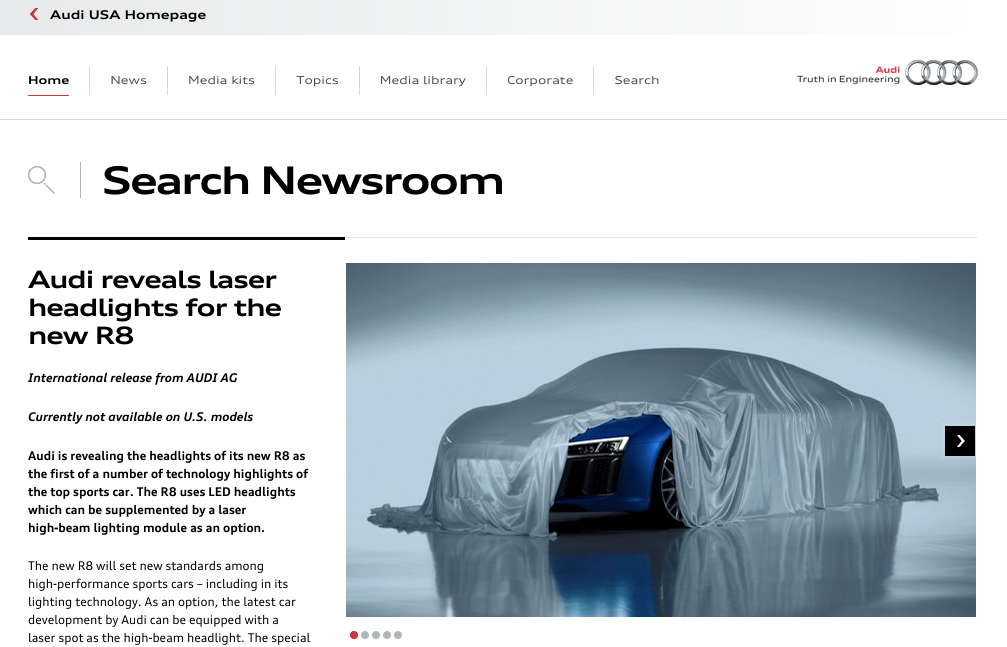 Audi USA Homepage
Home News Media kits Topics Media library Corporate Search
Audi
Truth in Engineering
Search Newsroom
Audi reveals laser
headlights for the
new R8
International release from AUDI AG
Currently not available on U.S. models
Audi is revealing the headlights of its new R8 as
the first of a number of technology highlights of
the top sports car. The R8 uses LED headlights
which can be supplemented by a laser
high-beam lighting module as an option.
The new R8 will set new standards among
high-performance sports cars – including in its
lighting technology. As an option, the latest car
development by Audi can be equipped with a
laser spot as the high-beam headlight. The special